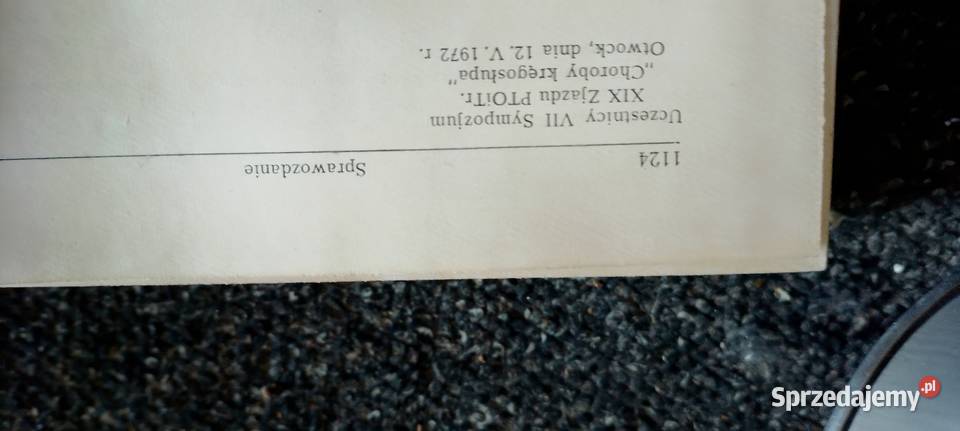 1124
Sprawozdanie
Uczestnicy VII Sympozjum
XIX Zjazdu PTOiTr.
„Choroby kręgosłupa"
Otwock, dnia 12. V. 1972 r.
Sprzedajemy.pl